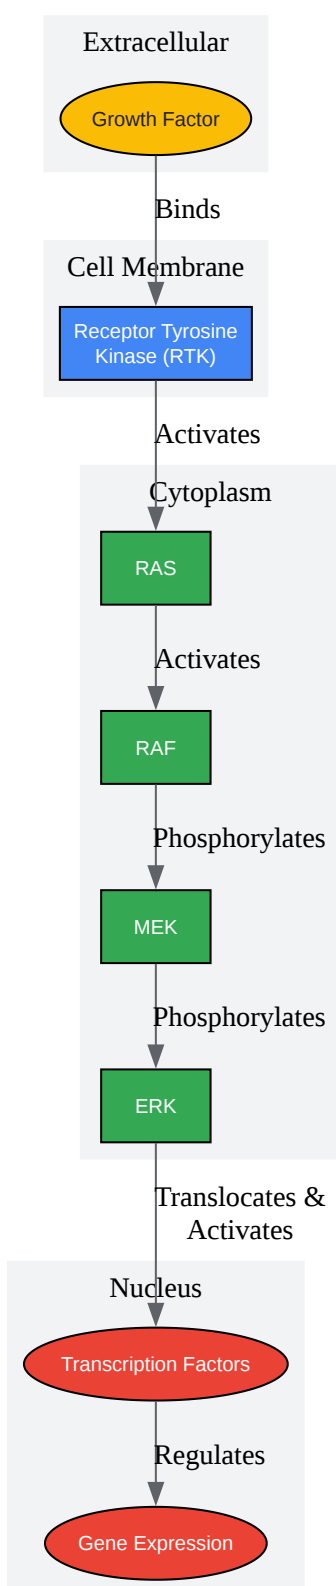 Extracellular
Growth Factor
Binds
Cell Membrane
Receptor Tyrosine
Kinase (RTK)
Activates
Cytoplasm
RAS
Activates
RAF
Phosphorylates
MEK
Phosphorylates
ERK
Translocates &
Activates
Nucleus
Transcription Factors
Regulates
Gene Expression